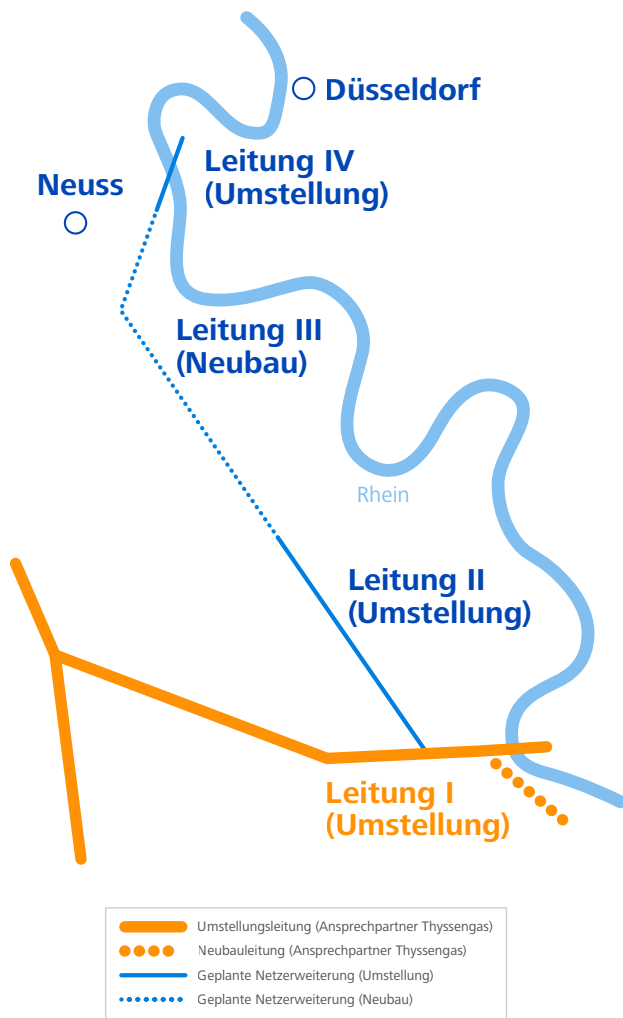 Düsseldorf
Leitung IV
(Umstellung)
Neuss
Leitung III
(Neubau)
Rhein
Leitung II
(Umstellung)
Leitung I
(Umstellung)
Umstellungsleitung (Ansprechpartner Thyssengas)
Neubauleitung (Ansprechpartner Thyssengas)
Geplante Netzerweiterung (Umstellung)
Geplante Netzerweiterung (Neubau)